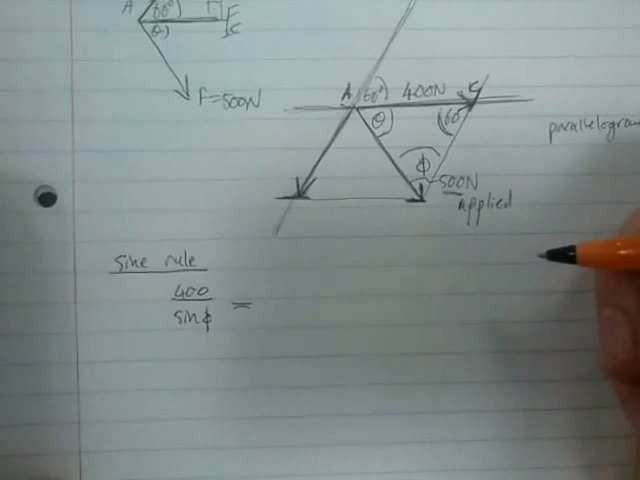 A 60° F
θ) c
F=500N
A 60° 400N C
θ 60
parallelogram
ϕ
500N
applied
sine rule
400
sinϕ =